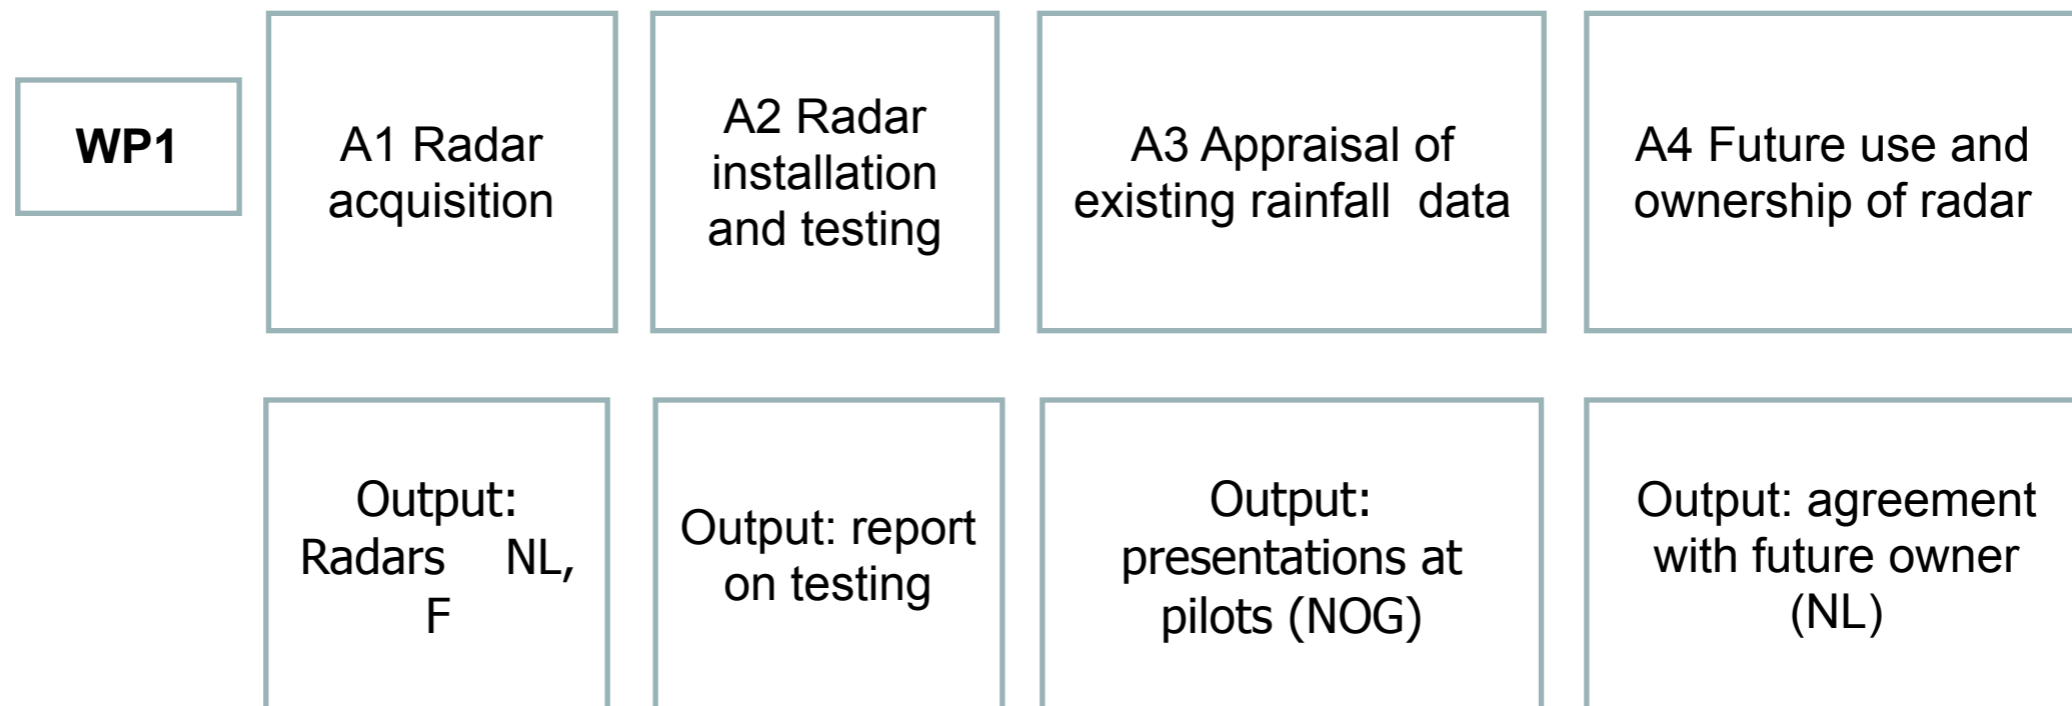 WP1
A1 Radar
acquisition
A2 Radar
installation
and testing
A3 Appraisal of
existing rainfall data
A4 Future use and
ownership of radar
Output:
Radars NL,
F
Output: report
on testing
Output:
presentations at
pilots (NOG)
Output: agreement
with future owner
(NL)